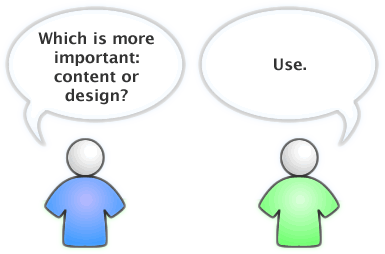 Which is more
important:
content or
design?
Use.